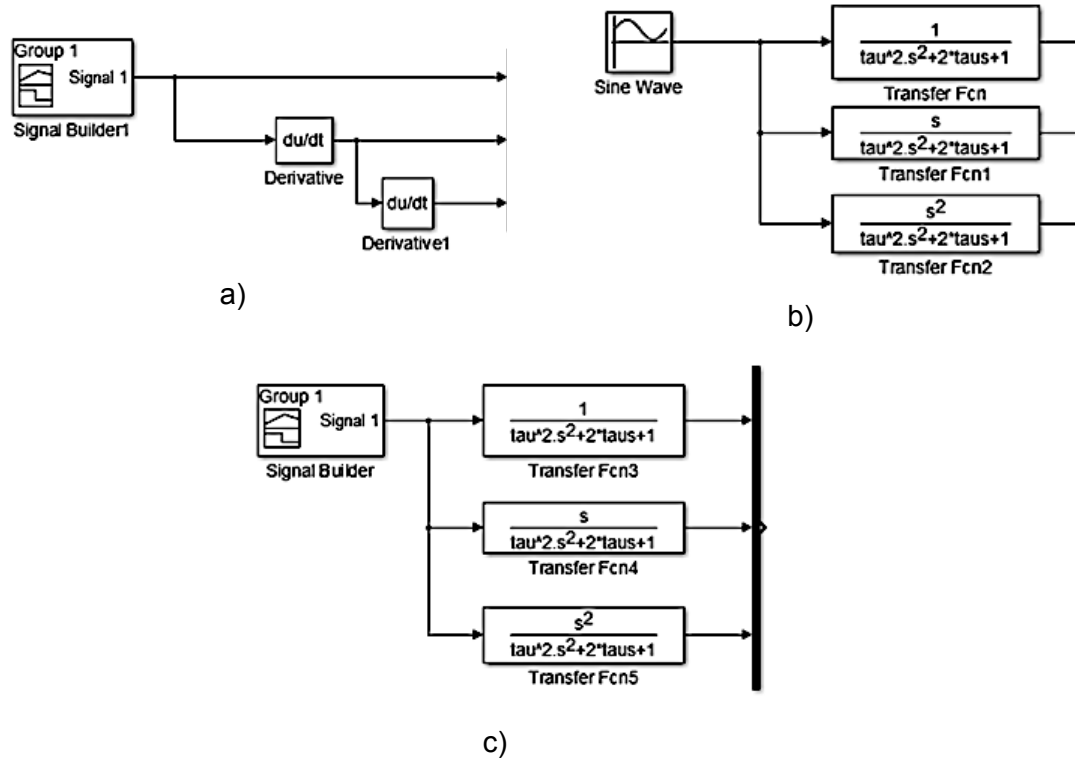 Group 1
Signal 1
Signal Builder1
du/dt
Derivative
du/dt
Derivative1
a)
Sine Wave
1
tau^2.s2+2*taus+1
Transfer Fcn
s
tau^2.s2+2*taus+1
Transfer Fcn1
s2
tau^2.s2+2*taus+1
Transfer Fcn2
b)
Group 1
Signal 1
Signal Builder
1
tau^2.s2+2*taus+1
Transfer Fcn3
s
tau^2.s2+2*taus+1
Transfer Fcn4
s2
tau^2.s2+2*taus+1
Transfer Fcn5
c)